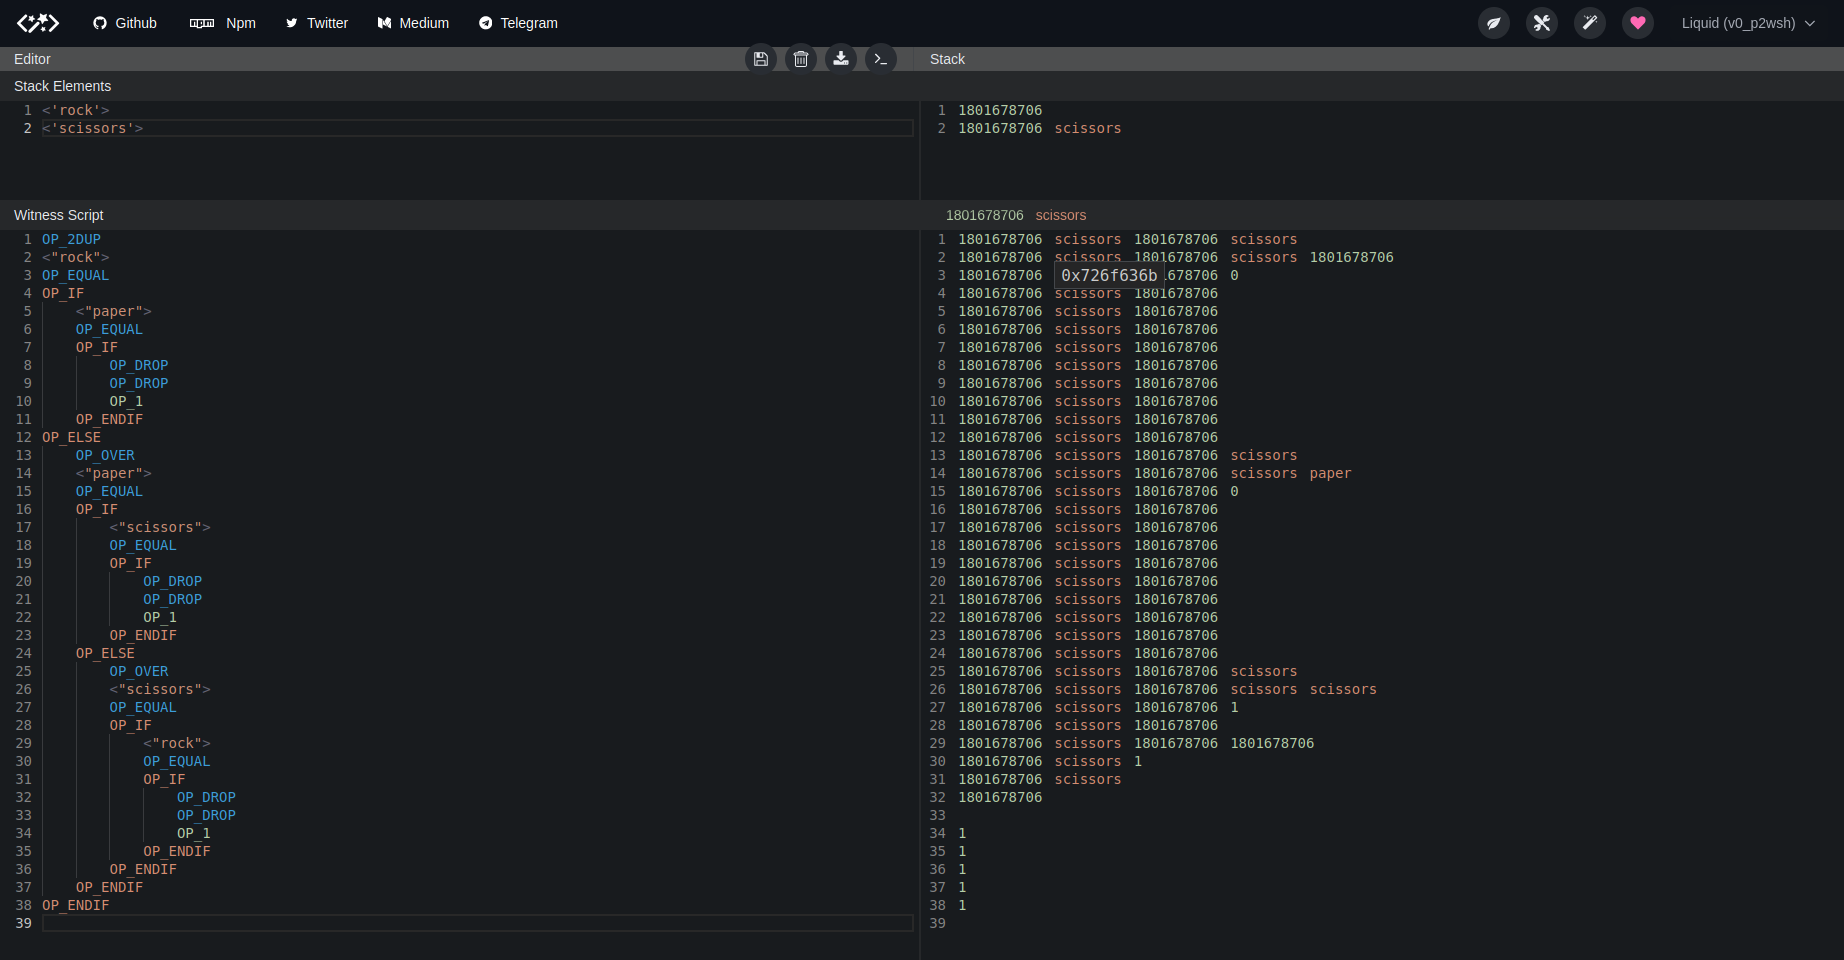 Github Npm Twitter Medium Telegram Liquid (v0_p2wsh)
Editor Stack
Stack Elements
1 <'rock'>
2 <'scissors'>
1 1801678706
2 1801678706 scissors
Witness Script
1801678706 scissors
1 OP_2DUP
2 <"rock">
3 OP_EQUAL
4 OP_IF
5 <"paper">
6 OP_EQUAL
7 OP_IF
8 OP_DROP
9 OP_DROP
10 OP_1
11 OP_ENDIF
12 OP_ELSE
13 OP_OVER
14 <"paper">
15 OP_EQUAL
16 OP_IF
17 <"scissors">
18 OP_EQUAL
19 OP_IF
20 OP_DROP
21 OP_DROP
22 OP_1
23 OP_ENDIF
24 OP_ELSE
25 OP_OVER
26 <"scissors">
27 OP_EQUAL
28 OP_IF
29 <"rock">
30 OP_EQUAL
31 OP_IF
32 OP_DROP
33 OP_DROP
34 OP_1
35 OP_ENDIF
36 OP_ENDIF
37 OP_ENDIF
38 OP_ENDIF
39
1 1801678706 scissors 1801678706 scissors
2 1801678706 scissors 1801678706 scissors 1801678706
3 1801678706 0x726f636b .678706 0
4 1801678706 scissors 1801678706
5 1801678706 scissors 1801678706
6 1801678706 scissors 1801678706
7 1801678706 scissors 1801678706
8 1801678706 scissors 1801678706
9 1801678706 scissors 1801678706
10 1801678706 scissors 1801678706
11 1801678706 scissors 1801678706
12 1801678706 scissors 1801678706
13 1801678706 scissors 1801678706 scissors
14 1801678706 scissors 1801678706 scissors paper
15 1801678706 scissors 1801678706 0
16 1801678706 scissors 1801678706
17 1801678706 scissors 1801678706
18 1801678706 scissors 1801678706
19 1801678706 scissors 1801678706
20 1801678706 scissors 1801678706
21 1801678706 scissors 1801678706
22 1801678706 scissors 1801678706
23 1801678706 scissors 1801678706
24 1801678706 scissors 1801678706
25 1801678706 scissors 1801678706 scissors
26 1801678706 scissors 1801678706 scissors scissors
27 1801678706 scissors 1801678706 1
28 1801678706 scissors 1801678706
29 1801678706 scissors 1801678706 1801678706
30 1801678706 scissors 1
31 1801678706 scissors
32 1801678706
33
34 1
35 1
36 1
37 1
38 1
39